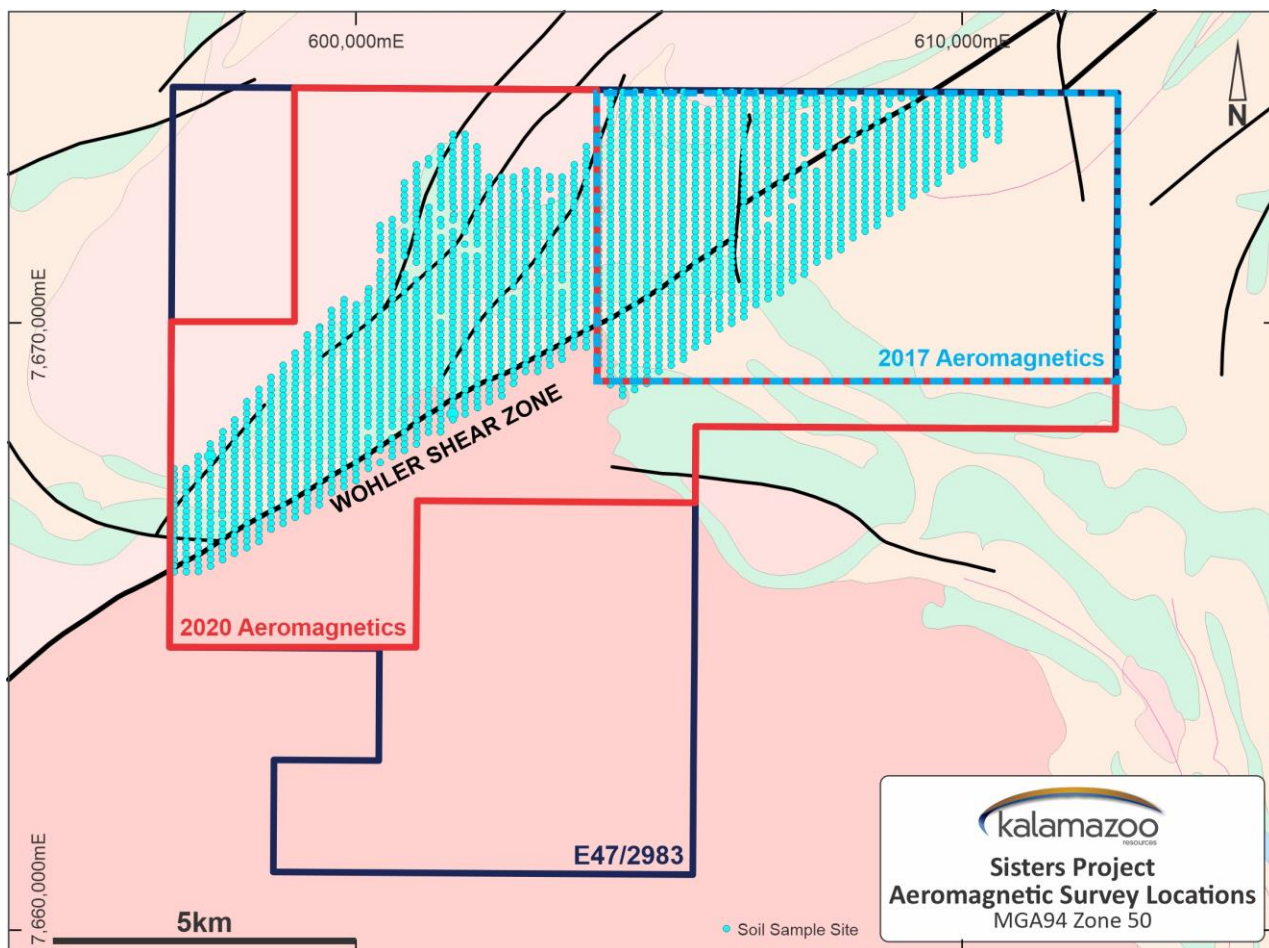 600,000mE
610,000mE
N
7,670,000mE
2017 Aeromagnetics
WOHLER SHEAR ZONE
2020 Aeromagnetics
E47/2983
7,660,000mE
5km
Soil Sample Site
kalamazoo
resources
Sisters Project
Aeromagnetic Survey Locations
MGA94 Zone 50